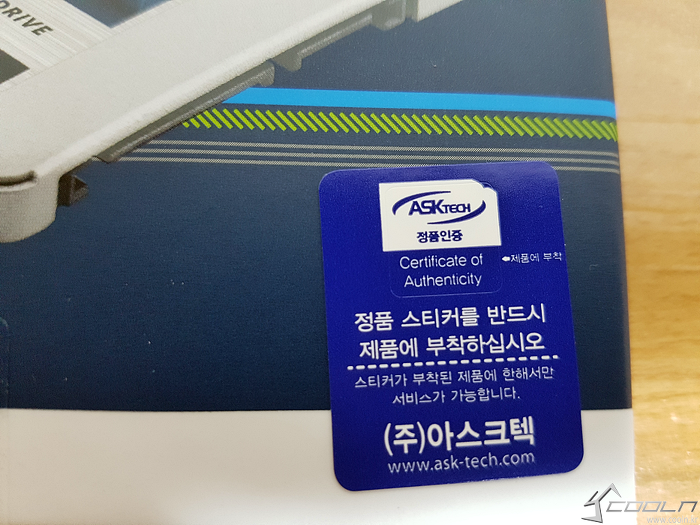 DRIVE
ASKTECH
정품인증
Certificate of
Authenticity
⬅제품에 부착
정품 스티커를 반드시
제품에 부착하십시오
스티커가 부착된 제품에 한해서만
서비스가 가능합니다.
(주)아스크텍
www.ask-tech.com
COOLN